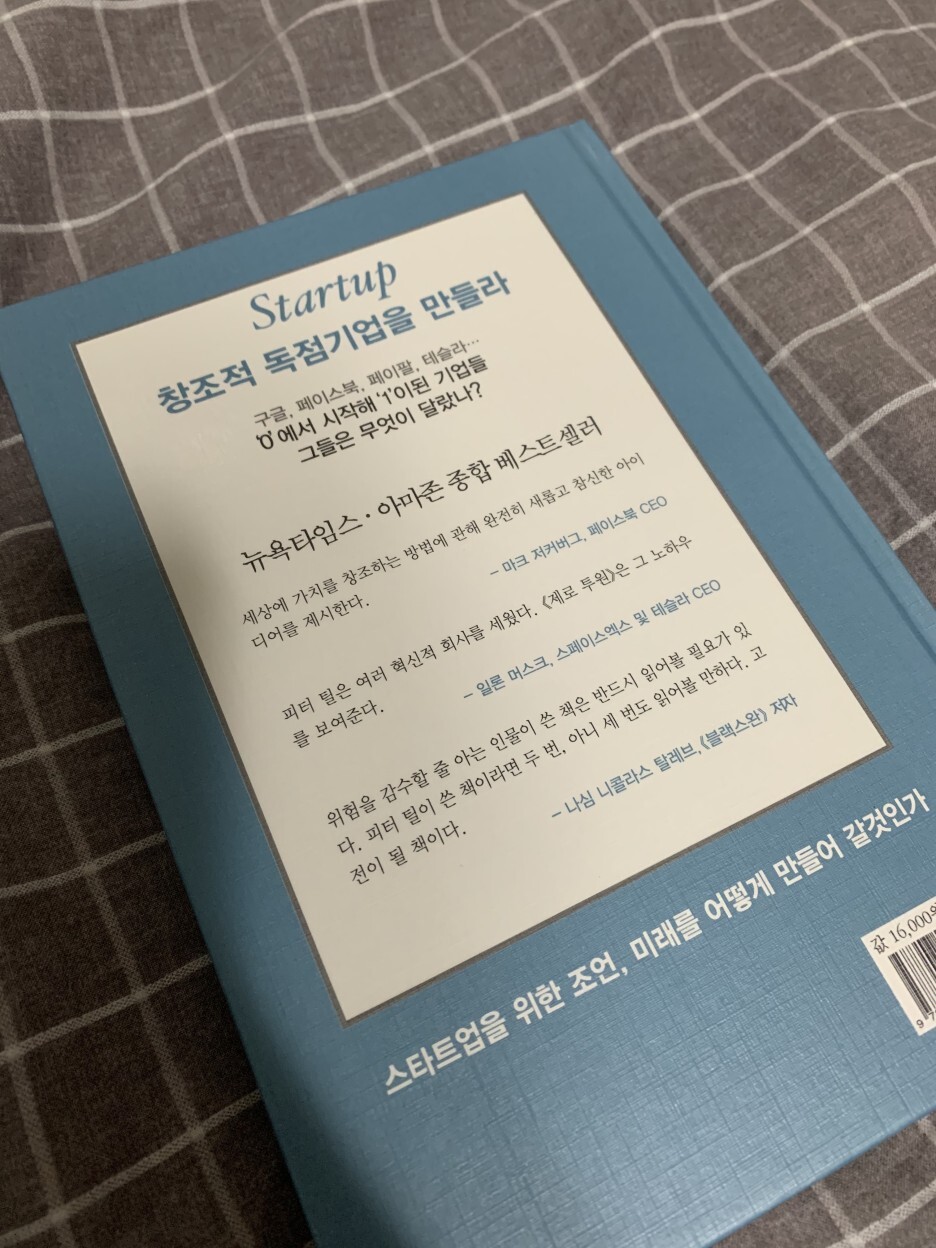 Startup
창조적 독점기업을 만들라
구글, 페이스북, 페이팔, 테슬라…
'0'에서 시작해 '1'이된 기업들
그들은 무엇이 달랐나?
뉴욕타임스·아마존 종합 베스트셀러
세상에 가치를 창조하는 방법에 관해 완전히 새롭고 참신한 아이
디어를 제시한다.
– 마크 저커버그, 페이스북 CEO
피터 틸은 여러 혁신적 회사를 세웠다. 《제로 투원》은 그 노하우
를 보여준다.
– 일론 머스크, 스페이스엑스 및 테슬라 CEO
위험을 감수할 줄 아는 인물이 쓴 책은 반드시 읽어볼 필요가 있
다. 피터 틸이 쓴 책이라면 두 번, 아니 세 번도 읽어볼 만하다. 고
전이 될 책이다.
– 나심 니콜라스 탈레브, 《블랙스완》 저자
스타트업을 위한 조언, 미래를 어떻게 만들어 갈것인가
값 16,000원
9 7